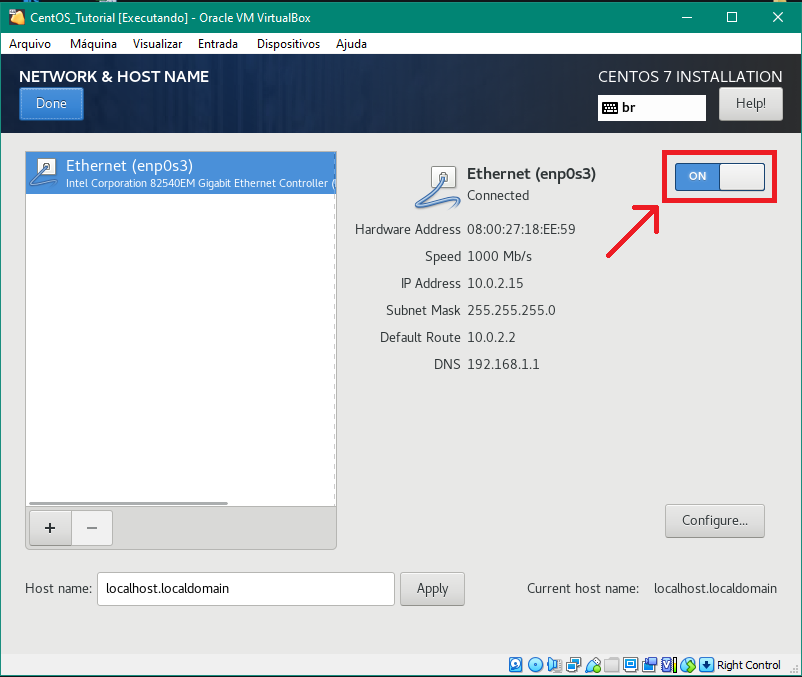 CentOS_Tutorial [Executando] - Oracle VM VirtualBox
Arquivo Máquina Visualizar Entrada Dispositivos Ajuda
NETWORK & HOST NAME
CENTOS 7 INSTALLATION
Done
br
Help!
Ethernet (enp0s3)
Intel Corporation 82540EM Gigabit Ethernet Controller (
Ethernet (enp0s3)
Connected
ON
Hardware Address 08:00:27:18:EE:59
Speed 1000 Mb/s
IP Address 10.0.2.15
Subnet Mask 255.255.255.0
Default Route 10.0.2.2
DNS 192.168.1.1
+ −
Configure...
Host name: localhost.localdomain Apply Current host name: localhost.localdomain
Right Control